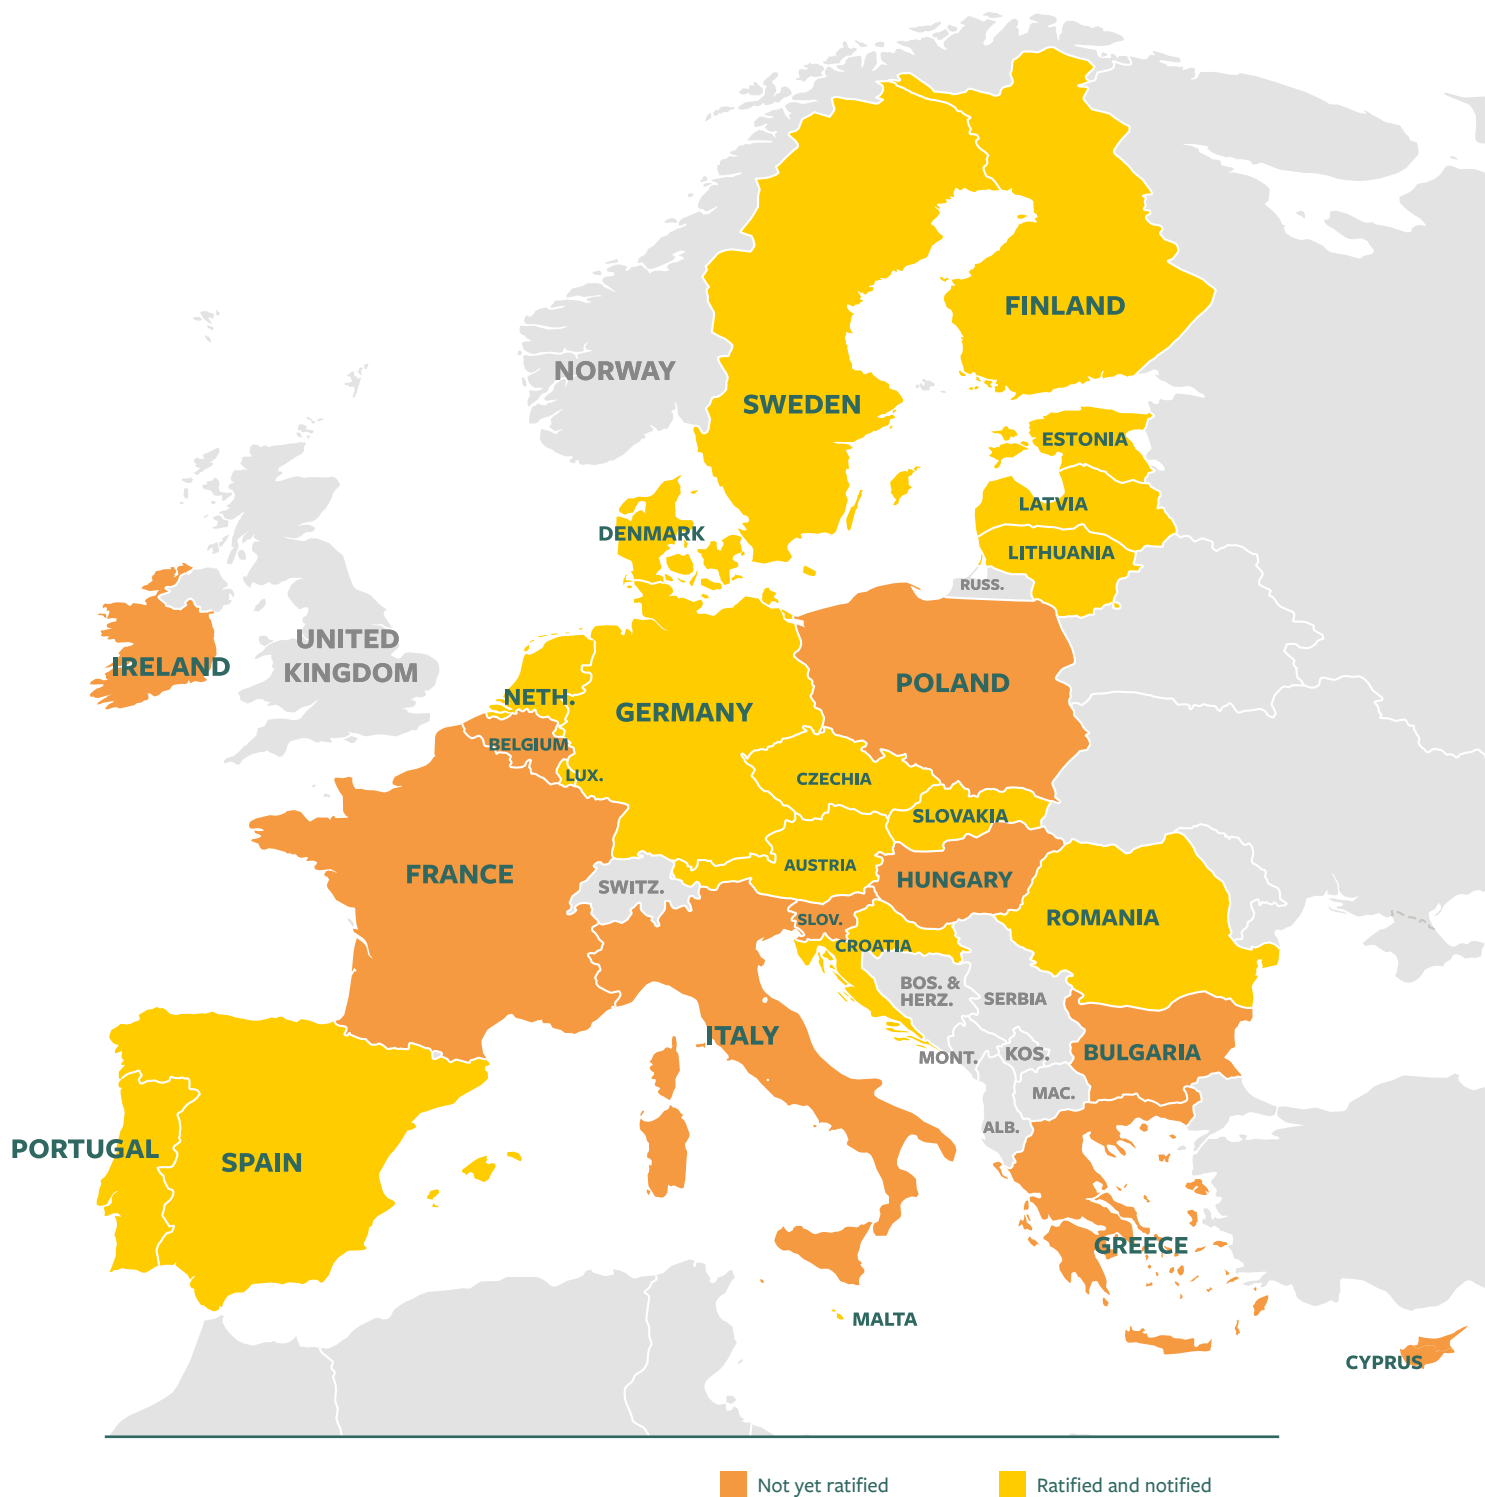 FINLAND
NORWAY
SWEDEN
ESTONIA
LATVIA
DENMARK
LITHUANIA
RUSS.
UNITED
KINGDOM
IRELAND
POLAND
NETH.
GERMANY
BELGIUM
LUX.
CZECHIA
SLOVAKIA
AUSTRIA
FRANCE
SWITZ.
HUNGARY
SLOV.
ROMANIA
CROATIA
BOS. &
HERZ.
SERBIA
ITALY
MONT.
KOS.
BULGARIA
MAC.
ALB.
PORTUGAL
SPAIN
GREECE
MALTA
CYPRUS
Not yet ratified
Ratified and notified